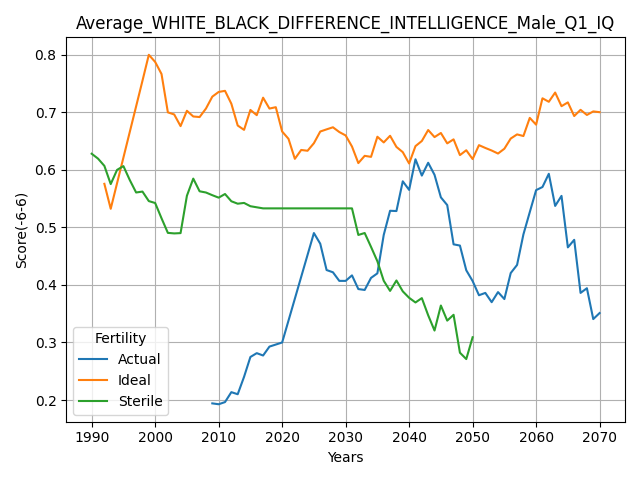 Average_WHITE_BLACK_DIFFERENCE_INTELLIGENCE_Male_Q1_IQ
0.8
0.7
0.6
0.5
0.4
0.3
0.2
Score(-6-6)
Fertility
Actual
Ideal
Sterile
1990 2000 2010 2020 2030 2040 2050 2060 2070
Years